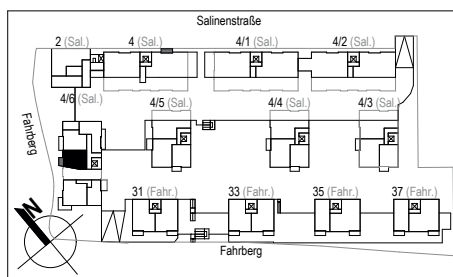 Salinenstraße
2 (Sal.) 4 (Sal.) 4/1 (Sal.) 4/2 (Sal.)
4/6 (Sal.) 4/5 (Sal.) 4/4 (Sal.) 4/3 (Sal.)
Fahrberg
31 (Fahr.) 33 (Fahr.) 35 (Fahr.) 37 (Fahr.)
N
Fahrberg